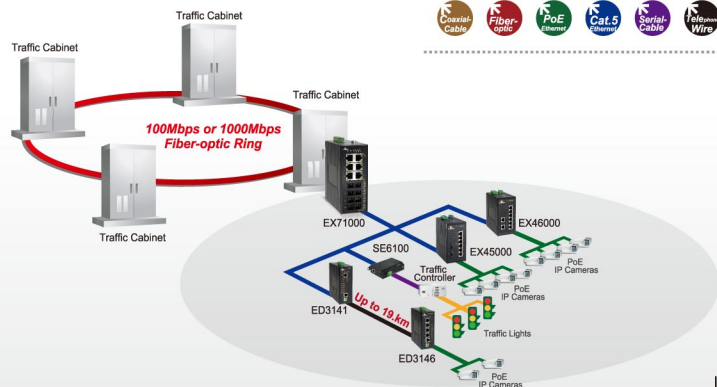 Coaxial-
Cable
Fiber-
optic
PoE
Ethernet
Cat.5
Ethernet
Serial-
Cable
Telephone
Wire
Traffic Cabinet
Traffic Cabinet
Traffic Cabinet
100Mbps or 1000Mbps
Fiber-optic Ring
Traffic Cabinet
EX71000
EX46000
SE6100
EX45000
Traffic
Controller
PoE
IP Cameras
PoE
IP Cameras
ED3141
Up to 19.km
Traffic Lights
ED3146
PoE
IP Cameras